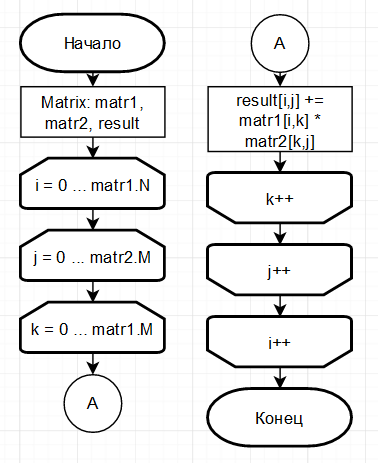 Начало
Matrix: matr1,
matr2, result
i = 0 ... matr1.N
j = 0 ... matr2.M
k = 0 ... matr1.M
A
A
result[i,j] +=
matr1[i,k] *
matr2[k,j]
k++
j++
i++
Конец